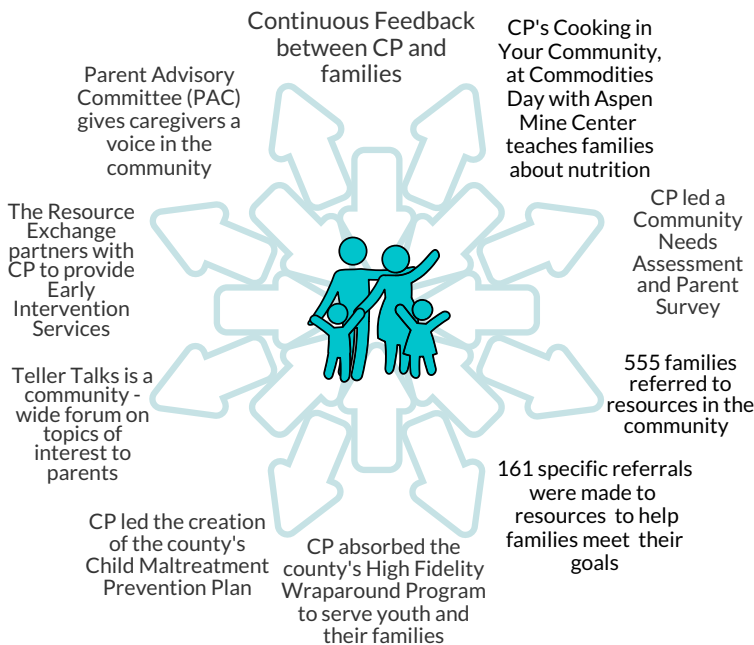 Continuous Feedback
between CP and
families
CP's Cooking in
Your Community,
at Commodities
Day with Aspen
Mine Center
teaches families
about nutrition
CP led a
Community
Needs
Assessment
and Parent
Survey
555 families
referred to
resources in the
community
161 specific referrals
were made to
resources to help
families meet their
goals
CP absorbed the
county's High Fidelity
Wraparound Program
to serve youth and
their families
CP led the creation
of the county's
Child Maltreatment
Prevention Plan
Teller Talks is a
community -
wide forum on
topics of
interest to
parents
The Resource
Exchange
partners with
CP to provide
Early
Intervention
Services
Parent Advisory
Committee (PAC)
gives caregivers a
voice in the
community